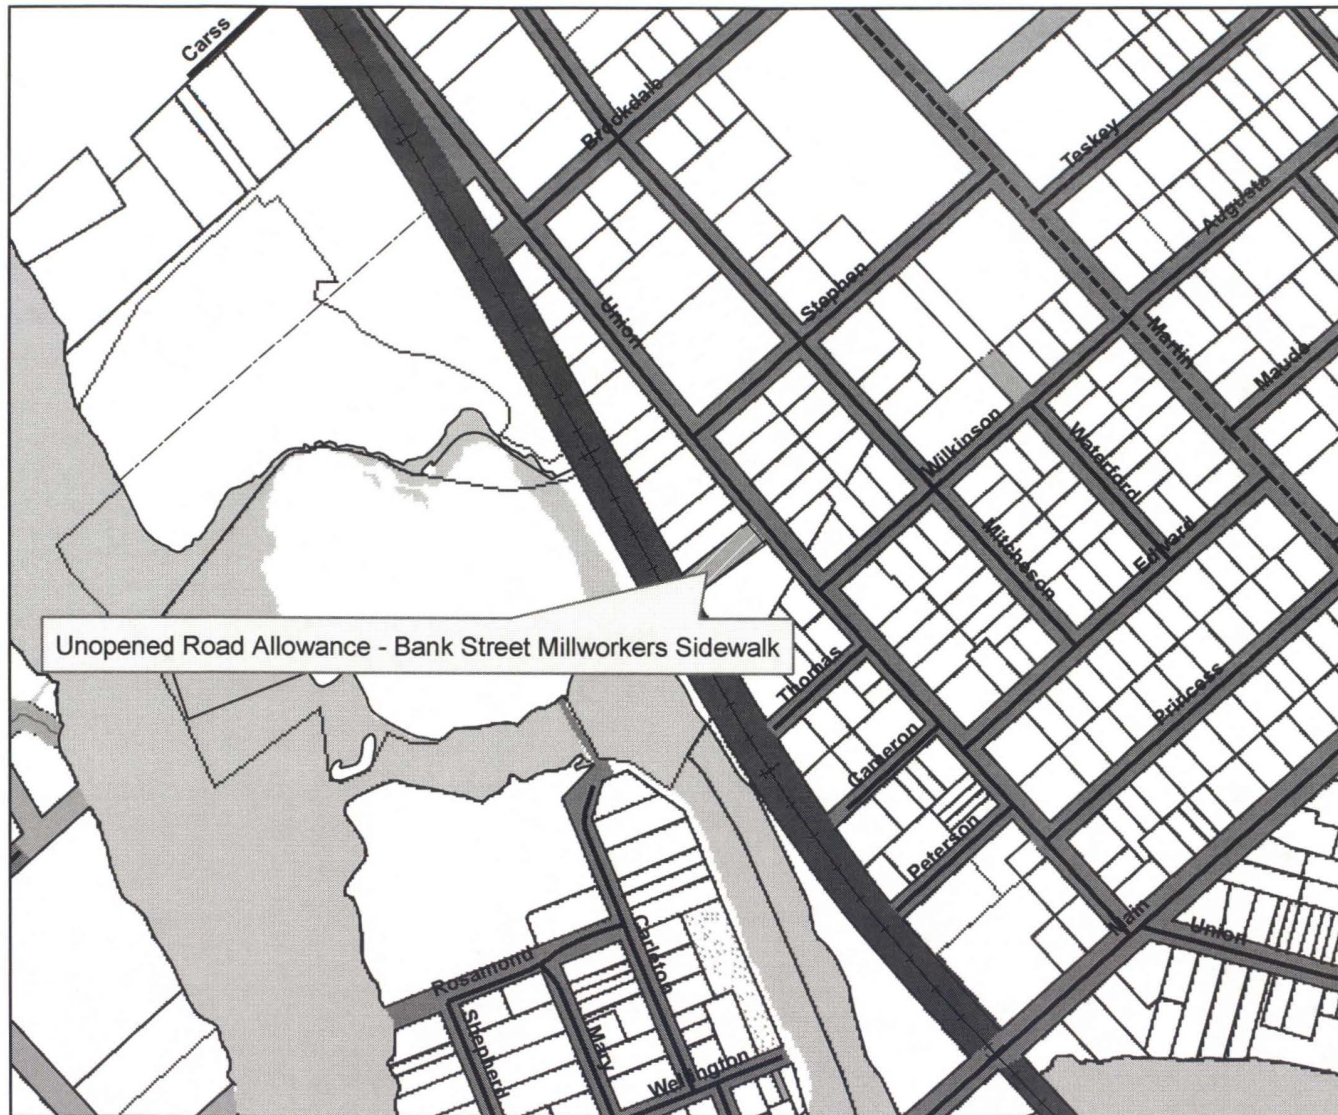 Carss
Brookdale
Teskey
Augusta
Union
Stephen
Martin
Maude
Wilkinson
Waterford
Mitcheson
Edward
Unopened Road Allowance - Bank Street Millworkers Sidewalk
Thomas
Princess
Cameron
Peterson
Main
Union
Carleton
Rosamond
Shepherd
Mary
Wellington